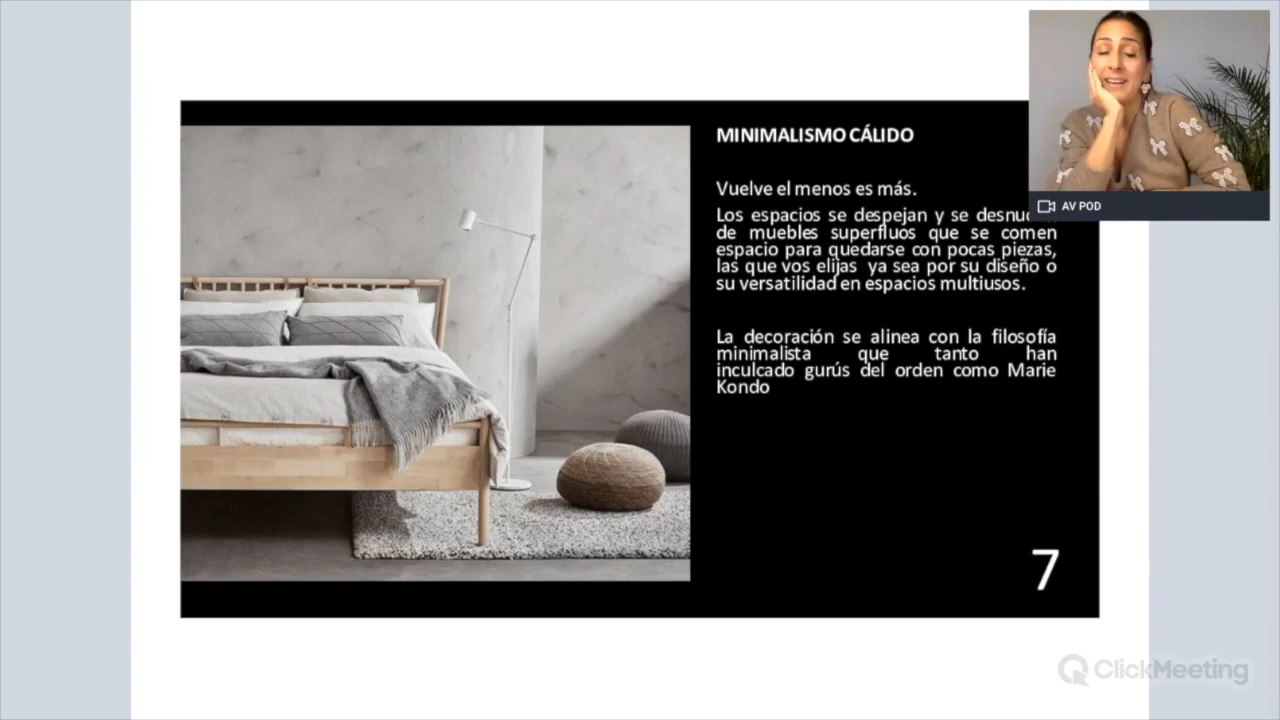 MINIMALISMO CÁLIDO
Vuelve el menos es más.
Los espacios se despejan y se
de muebles superfluos que se comen
espacio para quedarse con pocas piezas,
las que vos elijas ya sea por su diseño o
su versatilidad en espacios multiusos.
La decoración se alinea con la filosofía
minimalista que tanto han
inculcado gurús del orden como Marie
Kondo
7
AV POD
ClickMeeting